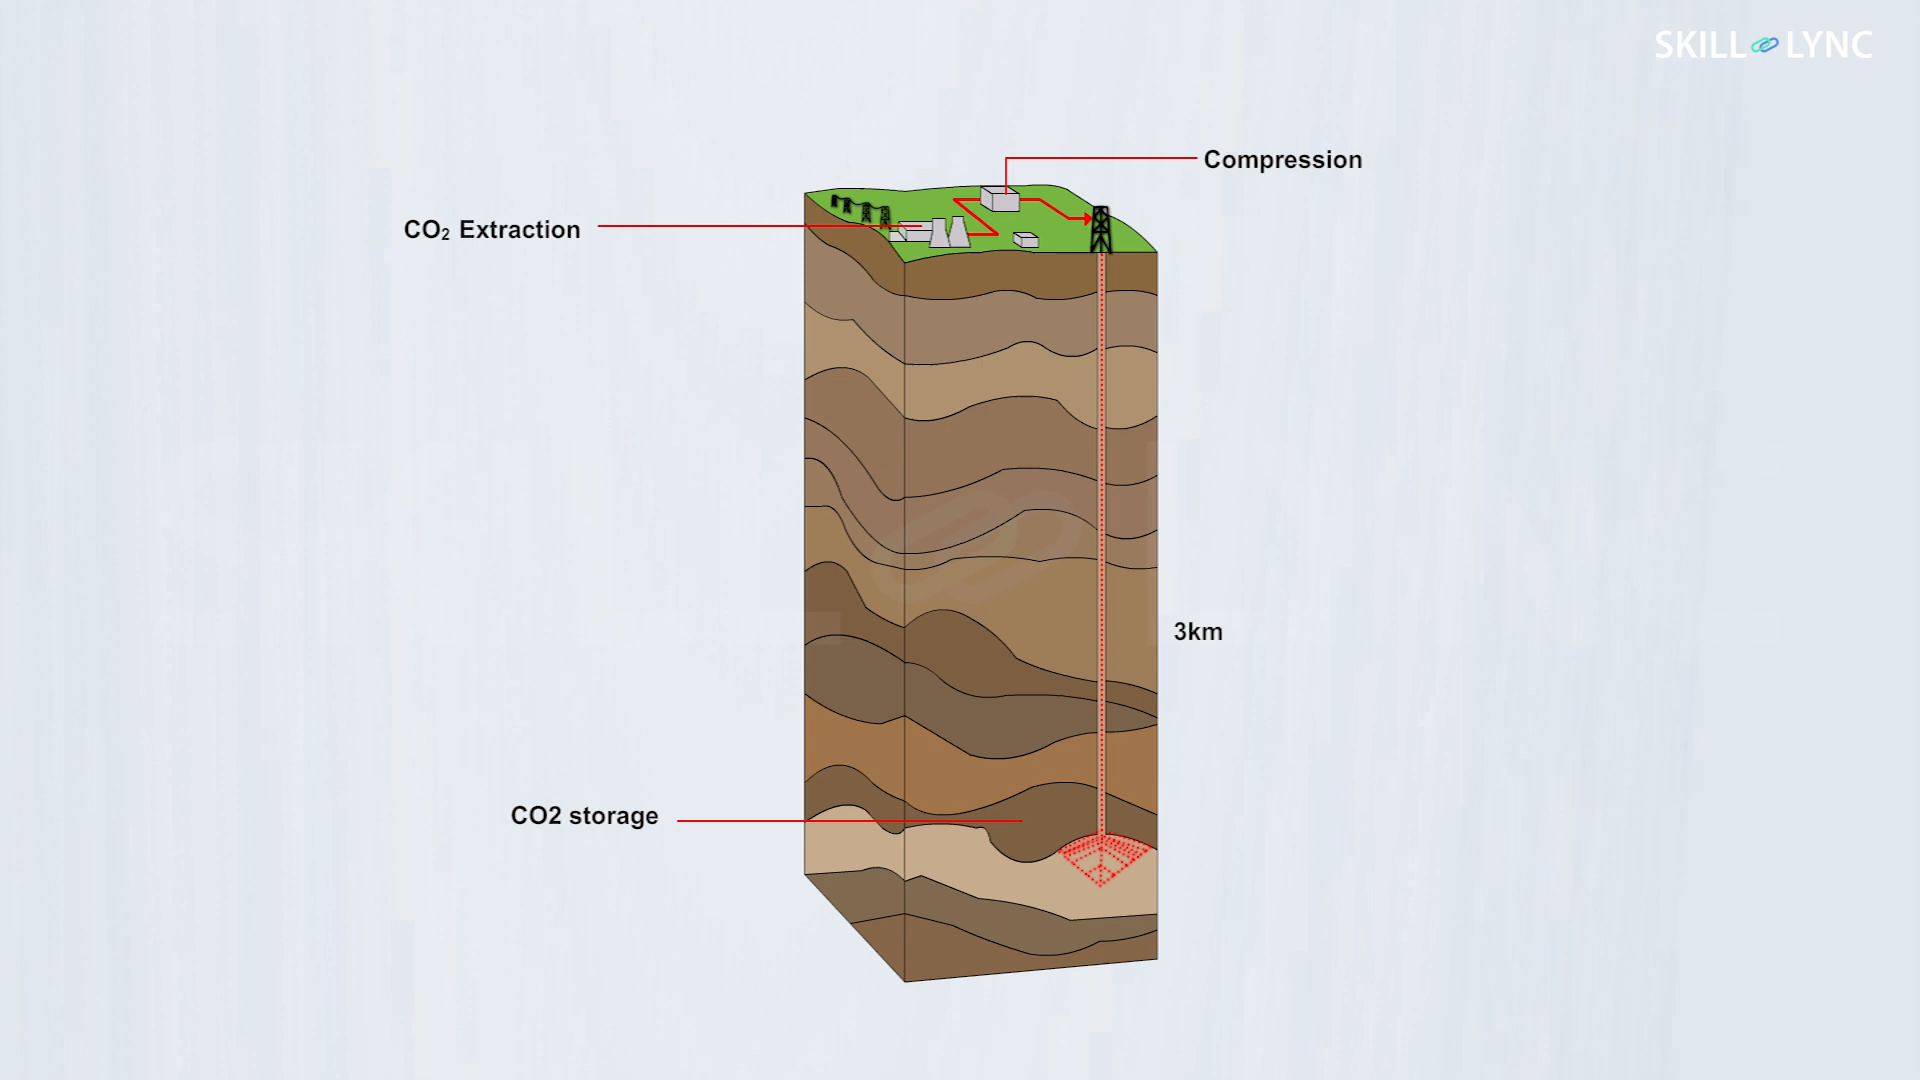 SKILL LYNC
Compression
CO₂ Extraction
3km
CO2 storage